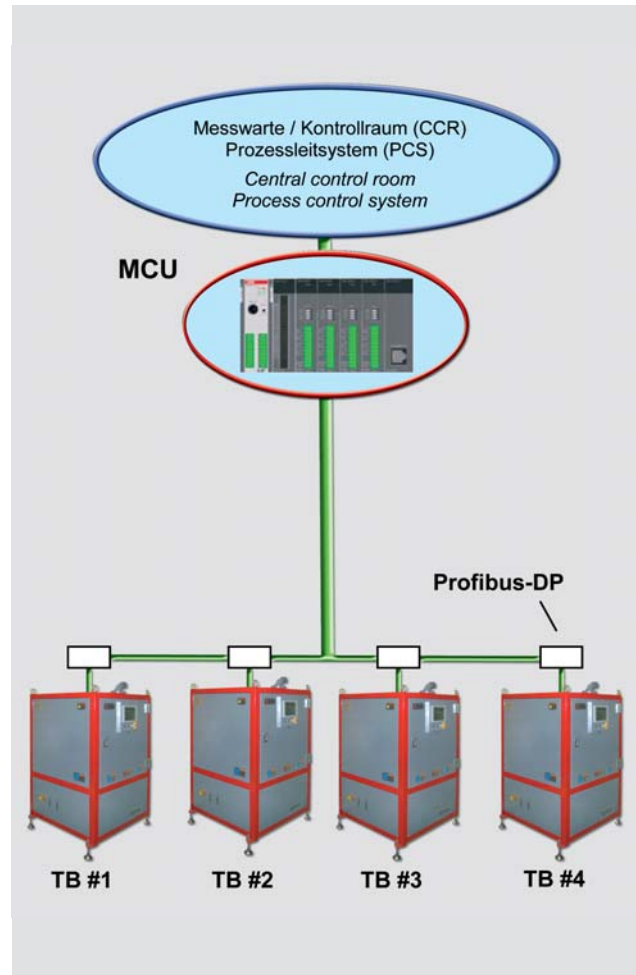 Messwarte / Kontrollraum (CCR)
Prozessleitsystem (PCS)
Central control room
Process control system
MCU
Profibus-DP
TB #1
TB #2
TB #3
TB #4